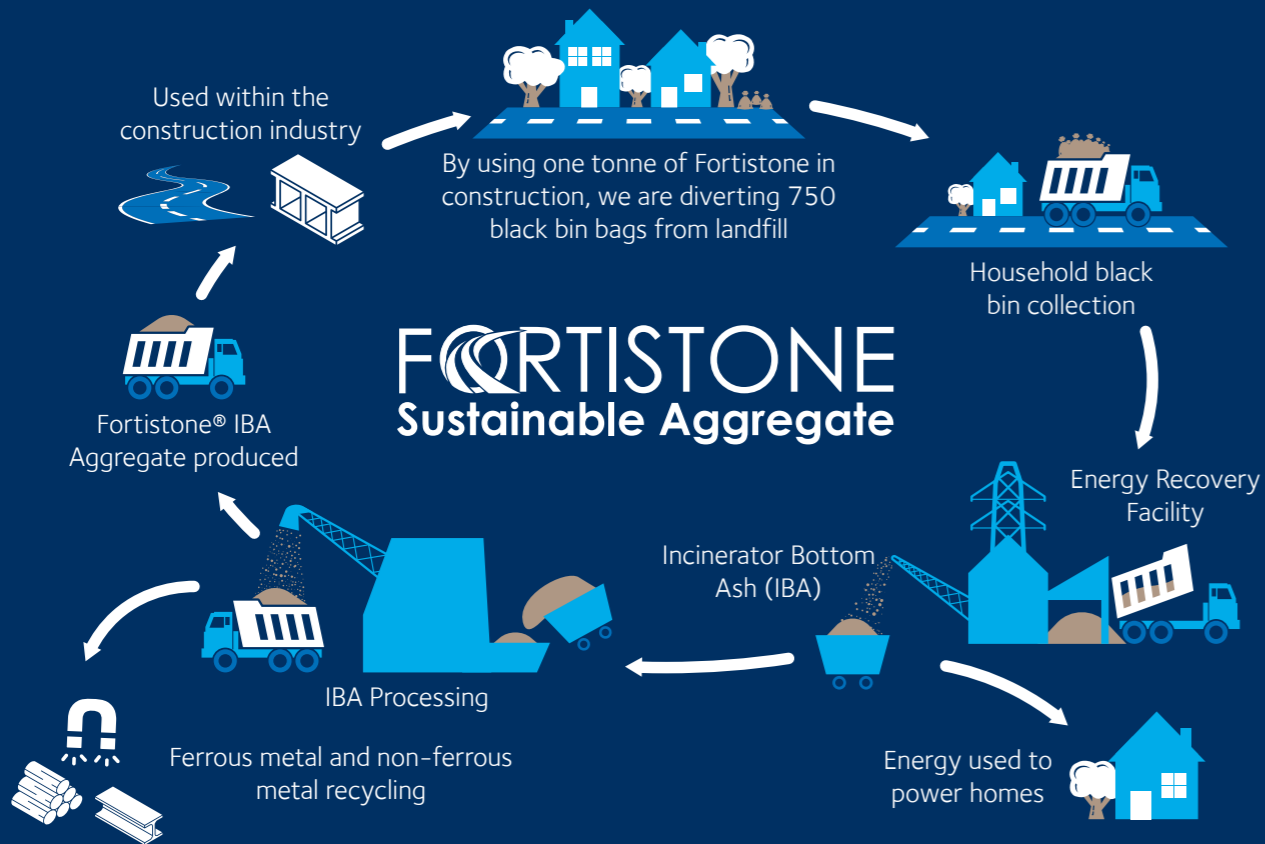 Used within the
construction industry
By using one tonne of Fortistone in
construction, we are diverting 750
black bin bags from landfill
Household black
bin collection
FORTISTONE
Sustainable Aggregate
Fortistone® IBA
Aggregate produced
Energy Recovery
Facility
Incinerator Bottom
Ash (IBA)
IBA Processing
Ferrous metal and non-ferrous
metal recycling
Energy used to
power homes